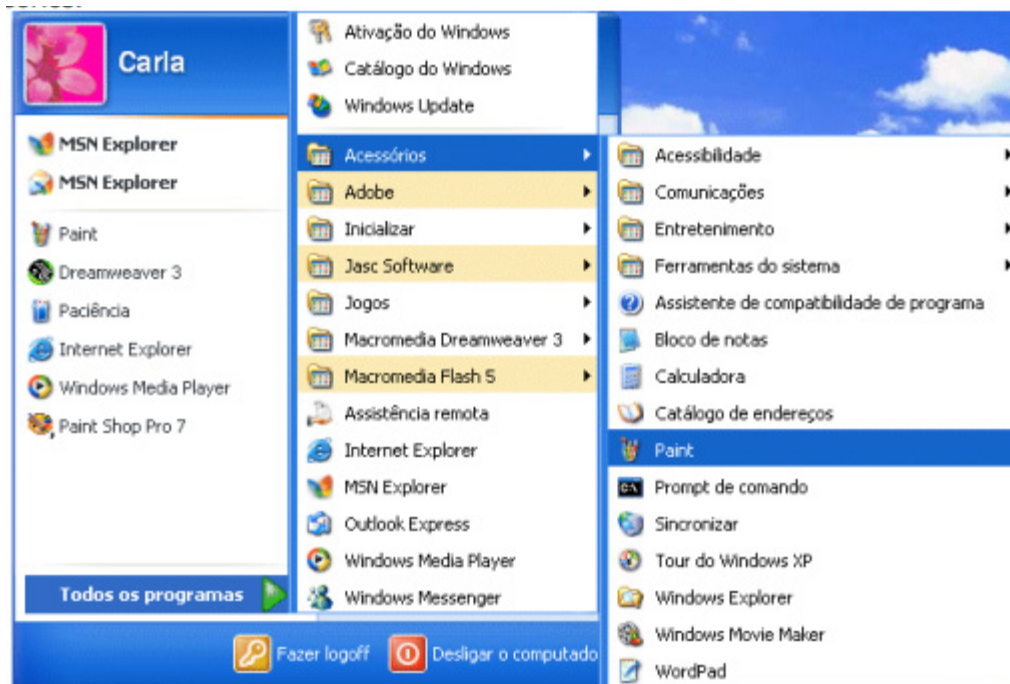 Carla
MSN Explorer
MSN Explorer
Paint
Dreamweaver 3
Paciência
Internet Explorer
Windows Media Player
Paint Shop Pro 7
Todos os programas
Ativação do Windows
Catálogo do Windows
Windows Update
Acessórios
Adobe
Inicializar
Jasc Software
Jogos
Macromedia Dreamweaver 3
Macromedia Flash 5
Assistência remota
Internet Explorer
MSN Explorer
Outlook Express
Windows Media Player
Windows Messenger
Acessibilidade
Comunicações
Entretenimento
Ferramentas do sistema
Assistente de compatibilidade de programa
Bloco de notas
Calculadora
Catálogo de endereços
Paint
Prompt de comando
Sincronizar
Tour do Windows XP
Windows Explorer
Windows Movie Maker
WordPad
Fazer logoff
Desligar o computado